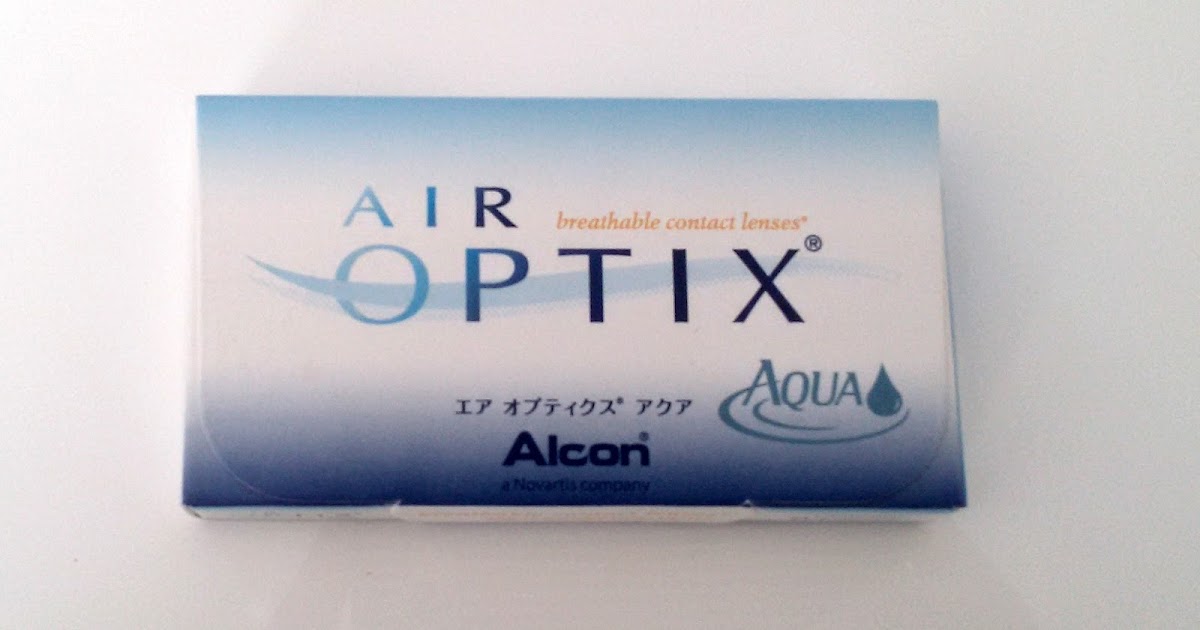 AIR
breathable contact lenses®
OPTIX®
AQUA
エア オプティクス® アクア
Alcon®
a Novartis company